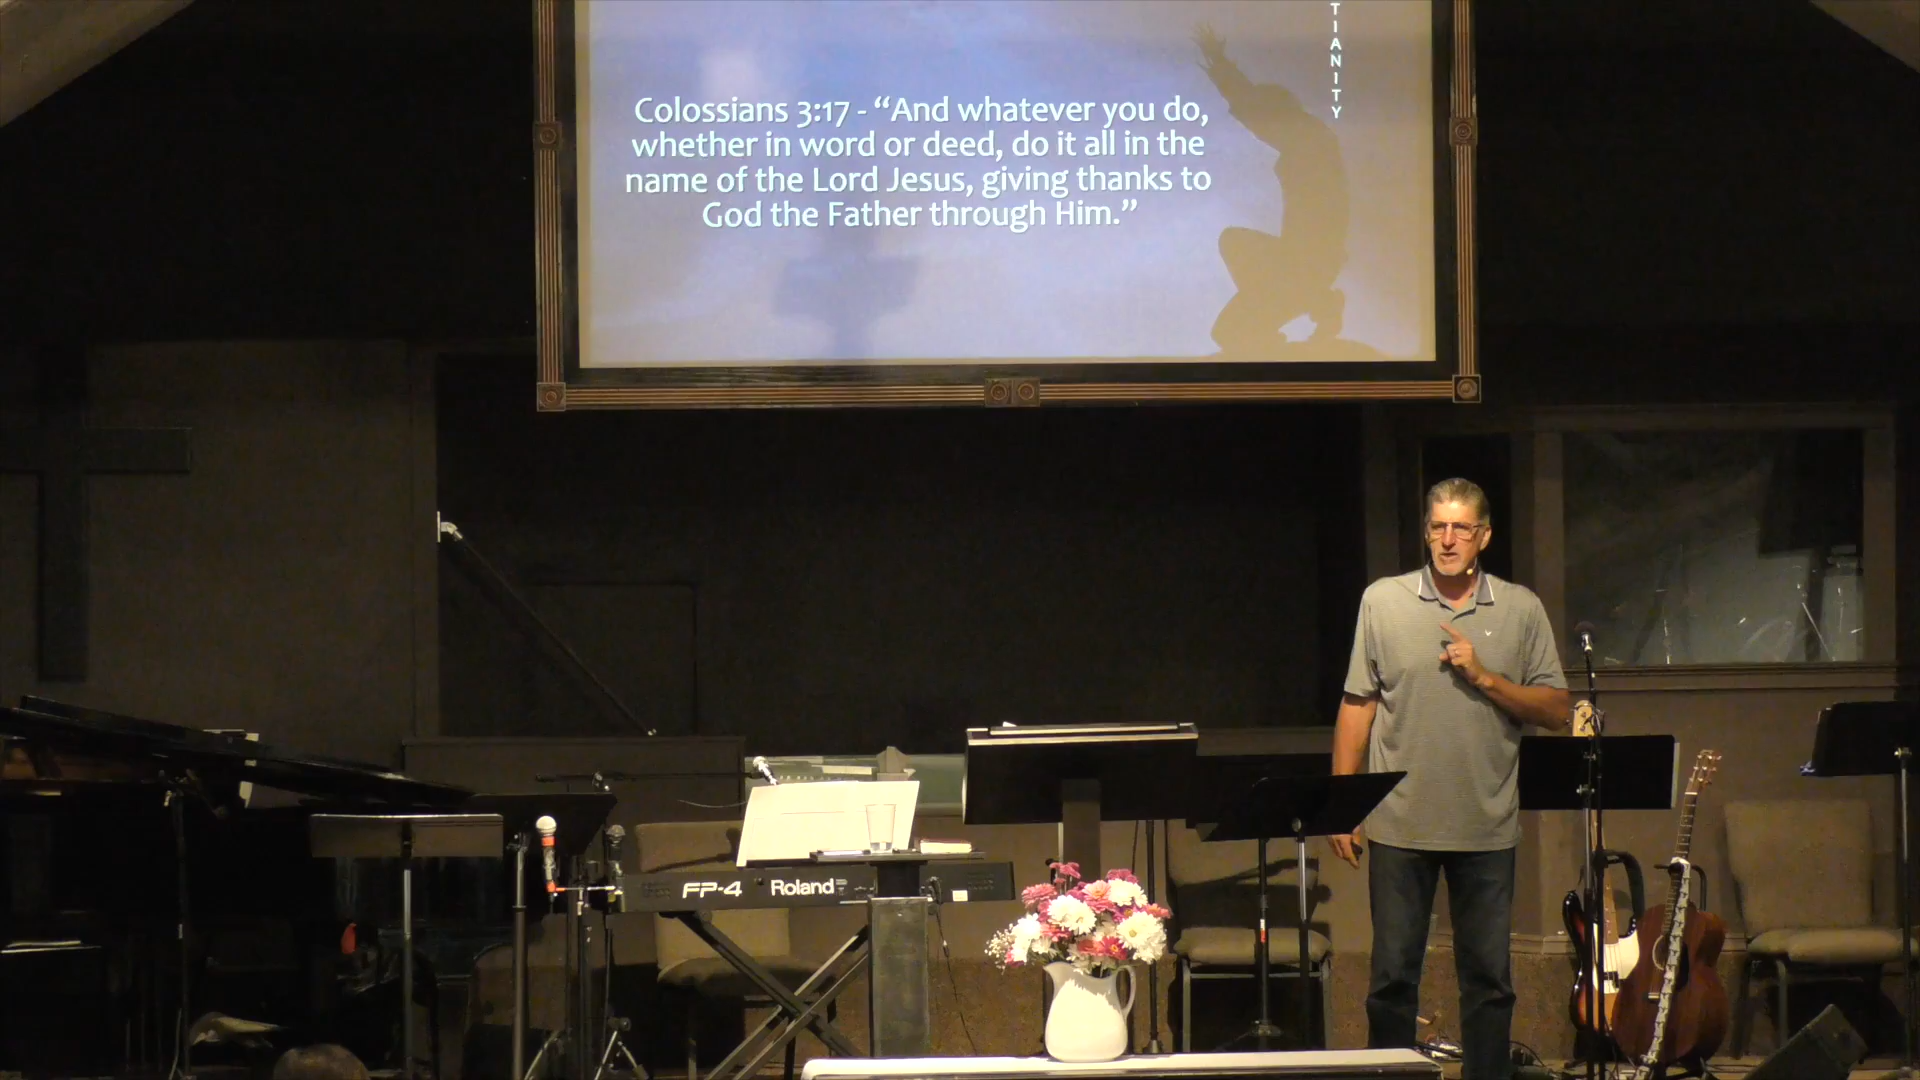 TIANITY
Colossians 3:17 - “And whatever you do,
whether in word or deed, do it all in the
name of the Lord Jesus, giving thanks to
God the Father through Him.”
FP-4 Roland